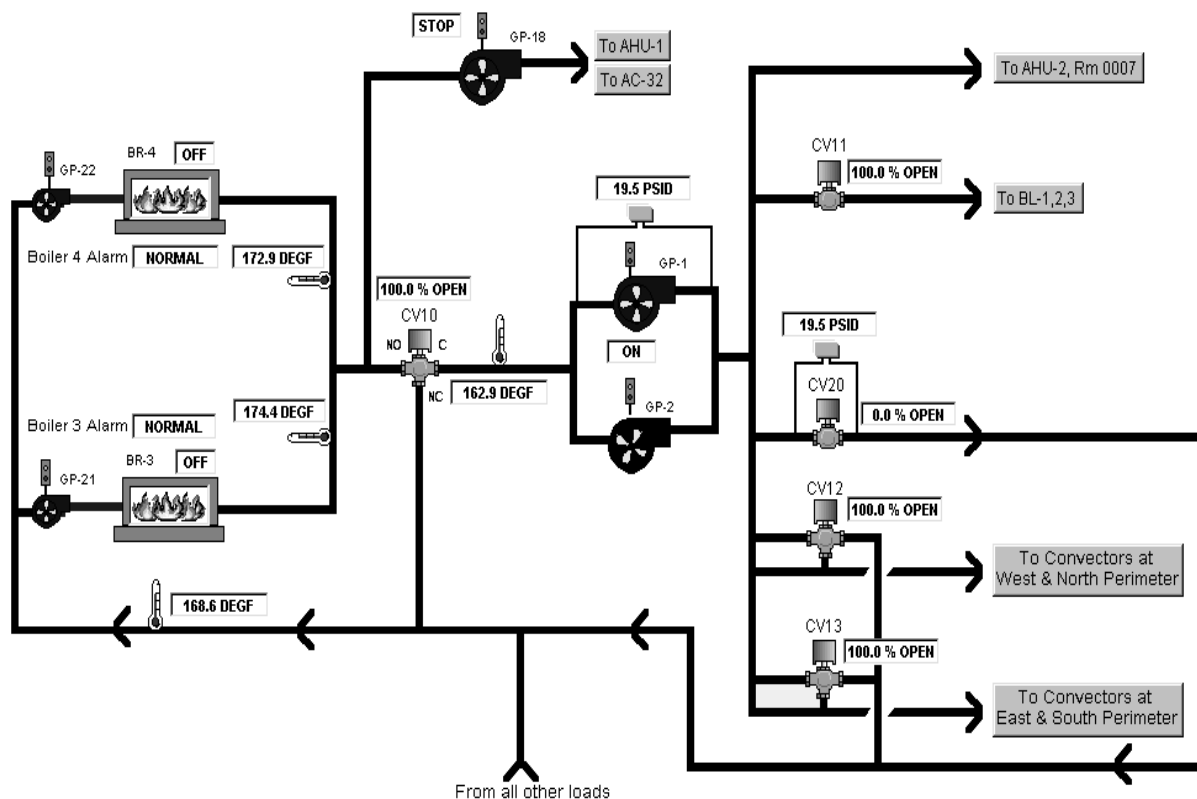 STOP
GP-18
To AHU-1
To AC-32
To AHU-2, Rm 0007
CV11
100.0 % OPEN
To BL-1,2,3
GP-22
BR-4
OFF
Boiler 4 Alarm
NORMAL
172.9 DEGF
19.5 PSID
GP-1
100.0 % OPEN
CV10
NO
C
NC
162.9 DEGF
ON
GP-2
19.5 PSID
CV20
0.0 % OPEN
174.4 DEGF
Boiler 3 Alarm
NORMAL
BR-3
OFF
GP-21
CV12
100.0 % OPEN
To Convectors at
West & North Perimeter
168.6 DEGF
CV13
100.0 % OPEN
To Convectors at
East & South Perimeter
From all other loads